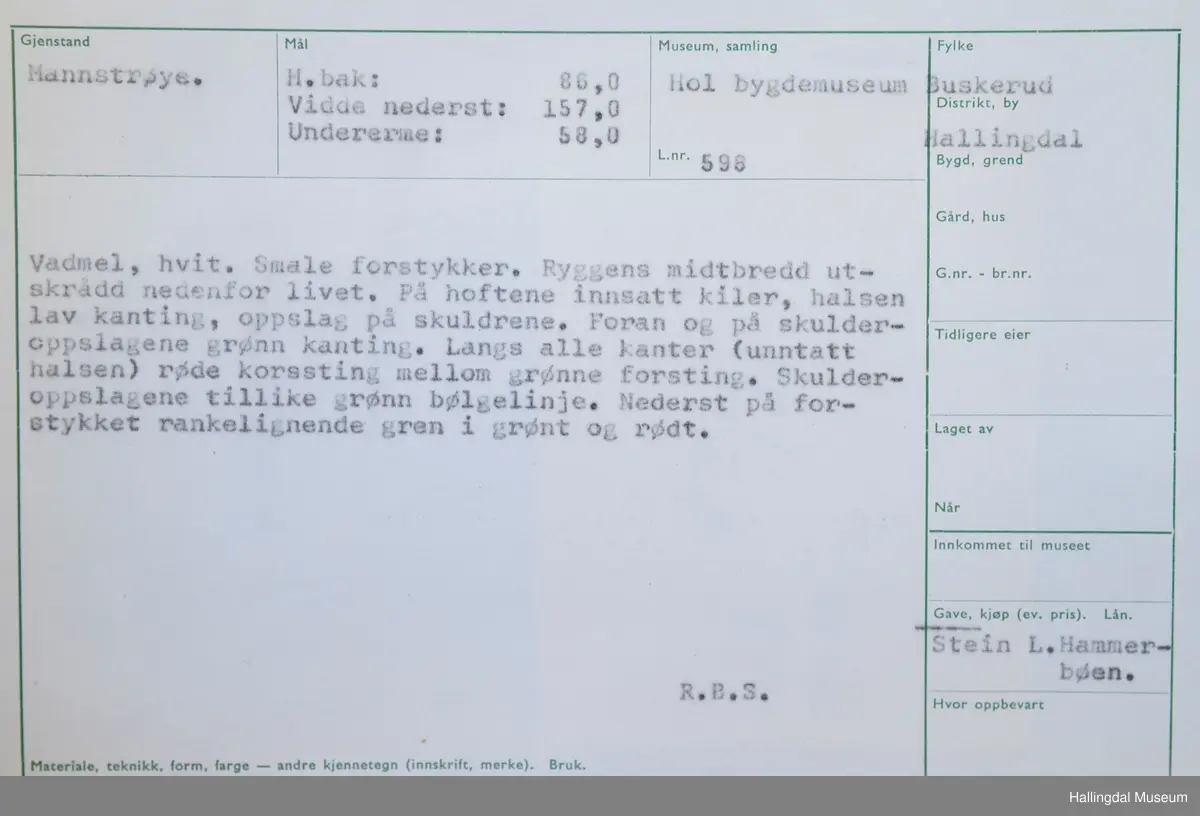 Gjenstand
Mannstrøye.
Mål
H.bak: 86,0
Vidde nederst: 157,0
Undererme: 58,0
Museum, samling
Hol bygdemuseum
L.nr. 598
Fylke
Buskerud
Distrikt, by
Hallingdal
Bygd, grend
Gård, hus
G.nr. - br.nr.
Tidligere eier
Laget av
Når
Innkommet til museet
Gave, kjøp (ev. pris). Lån.
Stein L.Hammer-
bøen.
Hvor oppbevart
Vadmel, hvit. Smale forstykker. Ryggens midtbredd ut-
skrådd nedenfor livet. På hoftene innsatt kiler, halsen
lav kanting, oppslag på skuldrene. Foran og på skulder-
oppslagene grønn kanting. Langs alle kanter (unntatt
halsen) røde korssting mellom grønne forsting. Skulder-
oppslagene tillike grønn bølgelinje. Nederst på for-
stykket rankelignende gren i grønt og rødt.
R.B.S.
Materiale, teknikk, form, farge — andre kjennetegn (innskrift, merke). Bruk.
Hallingdal Museum